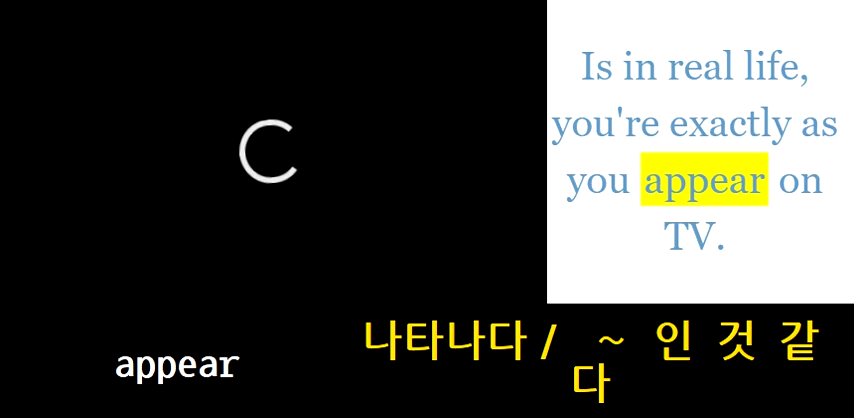 Is in real life,
you're exactly as
you appear on
TV.
appear
나타나다 / ~ 인 것 같
다